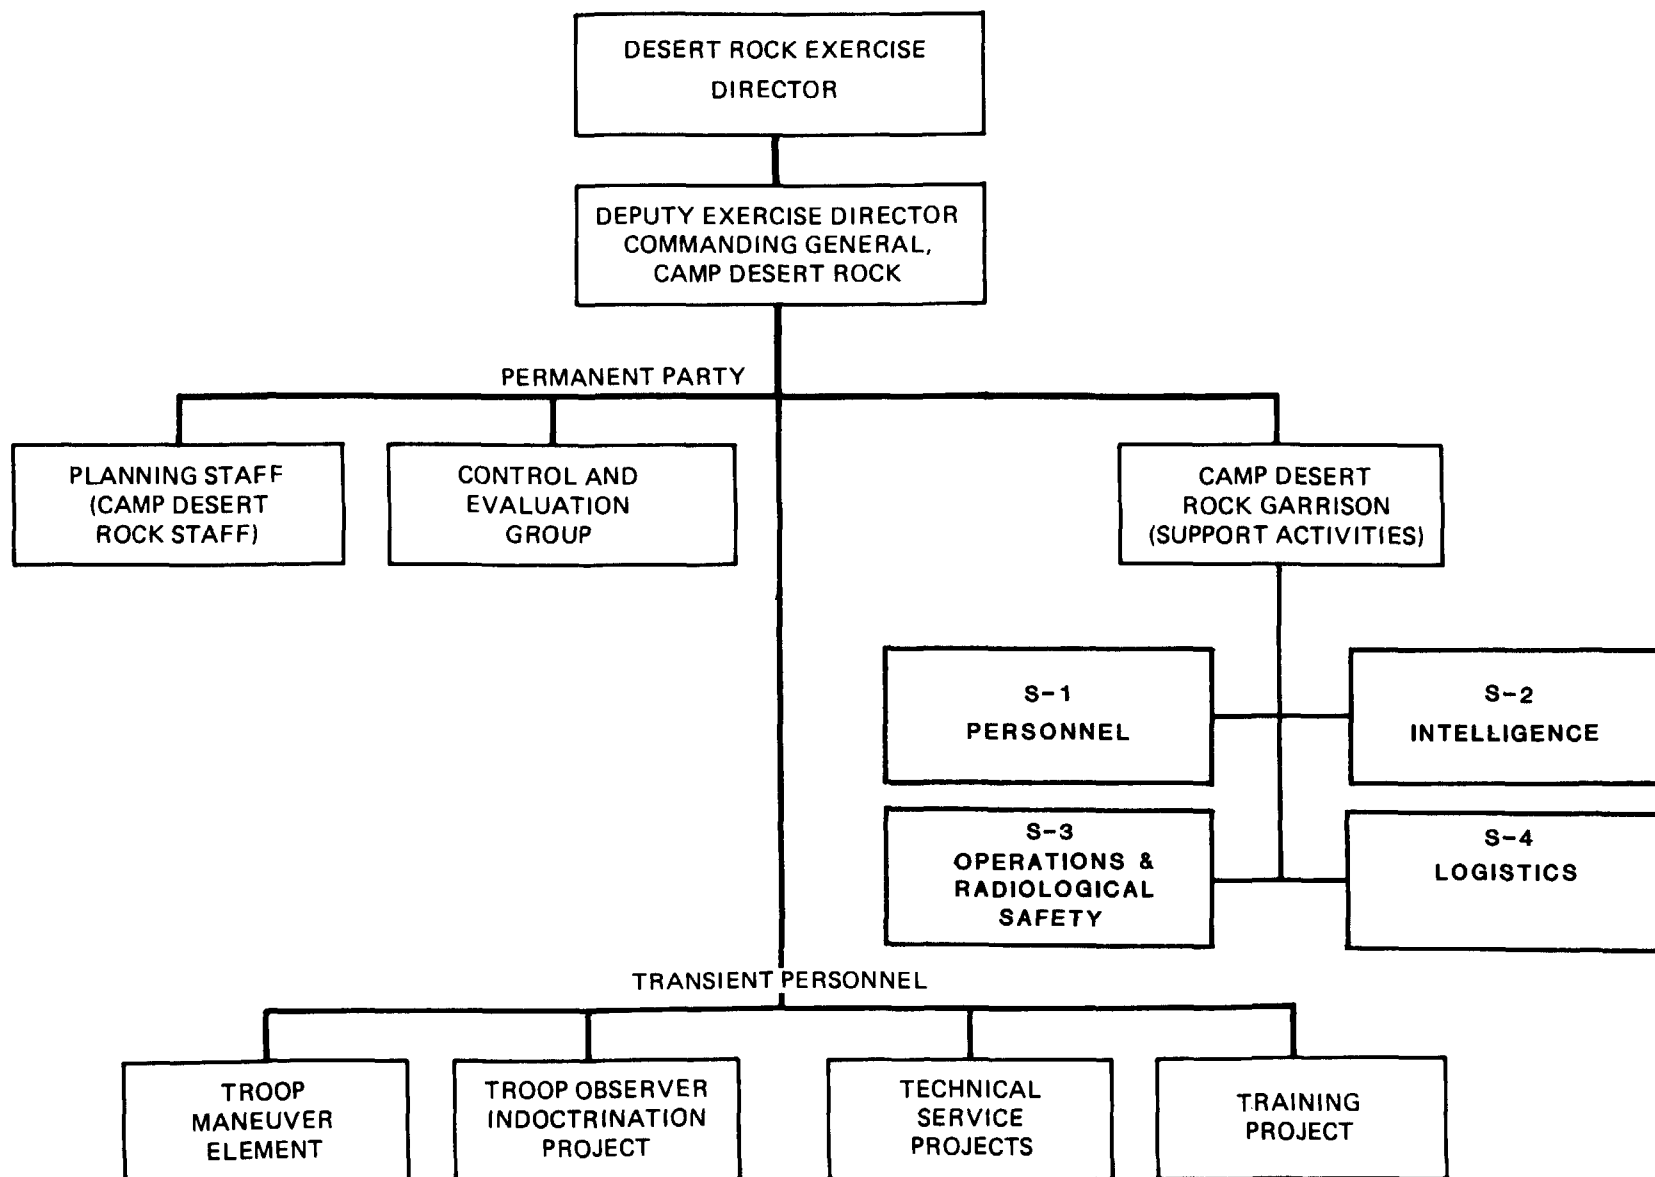 DESERT ROCK EXERCISE
DIRECTOR
DEPUTY EXERCISE DIRECTOR
COMMANDING GENERAL,
CAMP DESERT ROCK
PERMANENT PARTY
PLANNING STAFF
(CAMP DESERT
ROCK STAFF)
CONTROL AND
EVALUATION
GROUP
CAMP DESERT
ROCK GARRISON
(SUPPORT ACTIVITIES)
S-1
PERSONNEL
S-2
INTELLIGENCE
S-3
OPERATIONS &
RADIOLOGICAL
SAFETY
S-4
LOGISTICS
TRANSIENT PERSONNEL
TROOP
MANEUVER
ELEMENT
TROOP OBSERVER
INDOCTRINATION
PROJECT
TECHNICAL
SERVICE
PROJECTS
TRAINING
PROJECT